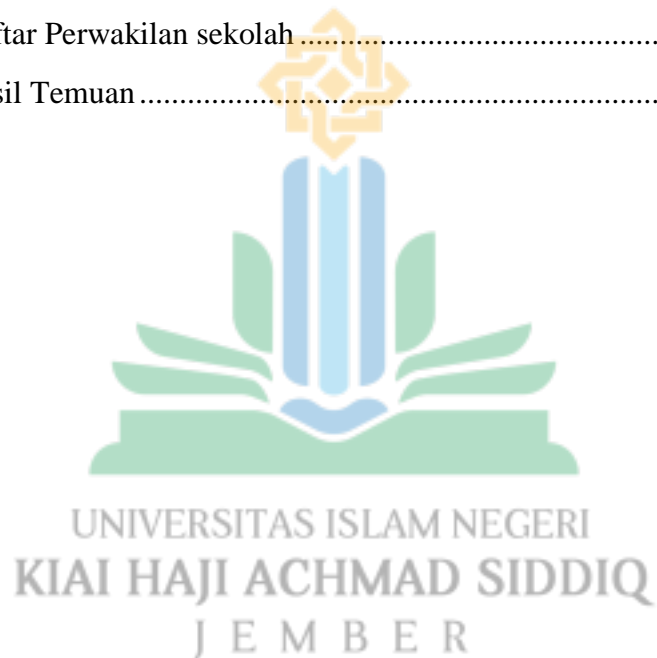 ftar Perwakilan sekolah ................................................
sil Temuan ......................................................................
UNIVERSITAS ISLAM NEGERI
KIAI HAJI ACHMAD SIDDIQ
J E M B E R